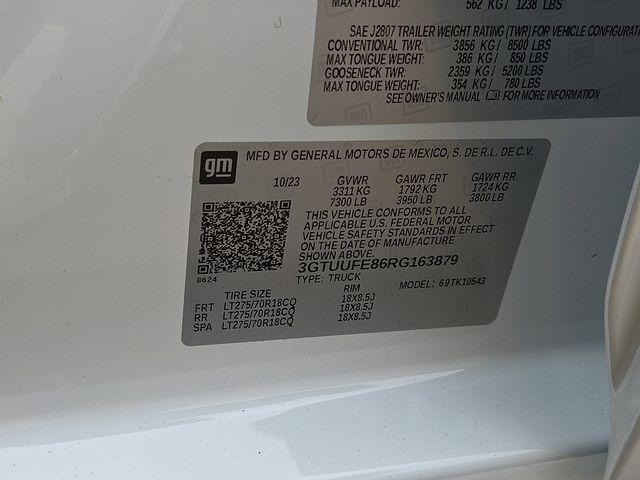 MAX PAYLOAD: 562 KG / 1238 LBS
SAE J2807 TRAILER WEIGHT RATING (TWR) FOR VEHICLE CONFIGURAT
CONVENTIONAL TWR: 3856 KG / 8500 LBS
MAX TONGUE WEIGHT: 386 KG / 850 LBS
GOOSENECK TWR: 2359 KG / 5200 LBS
MAX TONGUE WEIGHT: 354 KG / 780 LBS
SEE OWNER'S MANUAL FOR MORE INFORMATION
gm MFD BY GENERAL MOTORS DE MEXICO, S. DE R.L. DE C.V.
10/23 GVWR GAWR FRT GAWR RR
3311 KG 1792 KG 1724 KG
7300 LB 3950 LB 3800 LB
THIS VEHICLE CONFORMS TO ALL
APPLICABLE U.S. FEDERAL MOTOR
VEHICLE SAFETY STANDARDS IN EFFECT
ON THE DATE OF MANUFACTURE
SHOWN ABOVE.
3GTUUFE86RG163879
8624 TYPE: TRUCK MODEL: 69TK10543
TIRE SIZE RIM
FRT LT275/70R18CQ 18X8.5J
RR LT275/70R18CQ 18X8.5J
SPA LT275/70R18CQ 18X8.5J